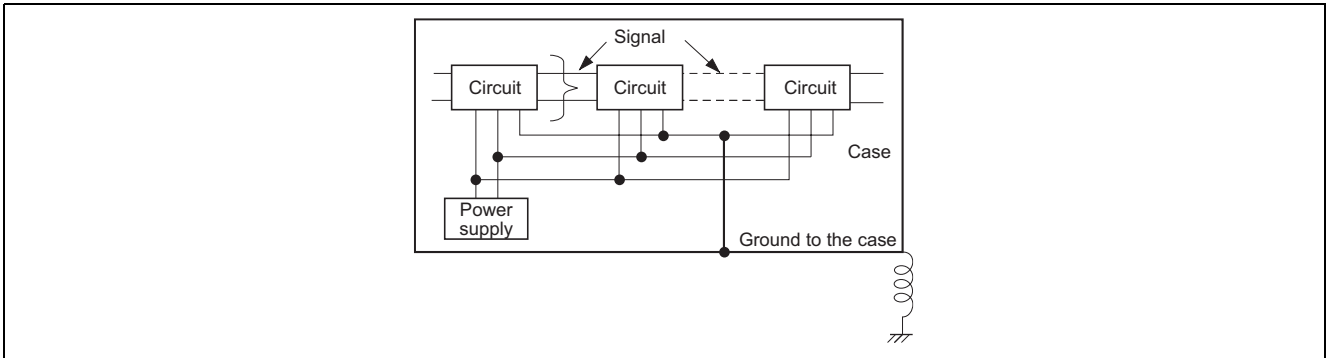 Signal
Circuit
Circuit
Circuit
Case
Power
supply
Ground to the case